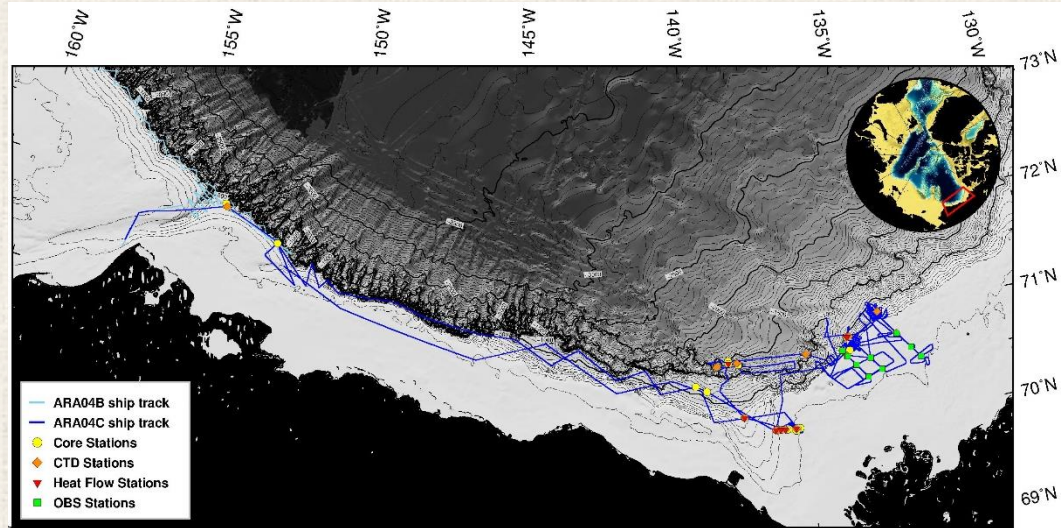 160˚W
155˚W
150˚W
145˚W
140˚W
135˚W
130˚W
73˚N
72˚N
71˚N
70˚N
69˚N
ARA04B ship track
ARA04C ship track
Core Stations
CTD Stations
Heat Flow Stations
OBS Stations